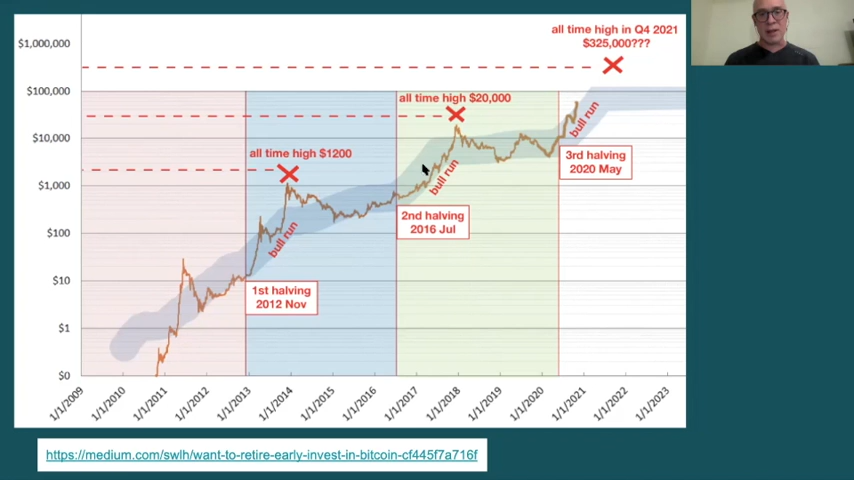 all time high in Q4 2021
$325,000???
$1,000,000
$100,000
all time high $20,000
$10,000
bull run
3rd halving
2020 May
all time high $1200
$1,000
bull run
2nd halving
2016 Jul
$100
bull run
$10
1st halving
2012 Nov
$1
$0
1/1/2009
1/1/2010
1/1/2011
1/1/2012
1/1/2013
1/1/2014
1/1/2015
1/1/2016
1/1/2017
1/1/2018
1/1/2019
1/1/2020
1/1/2021
1/1/2022
1/1/2023
https://medium.com/swlh/want-to-retire-early-invest-in-bitcoin-cf445f7a716f